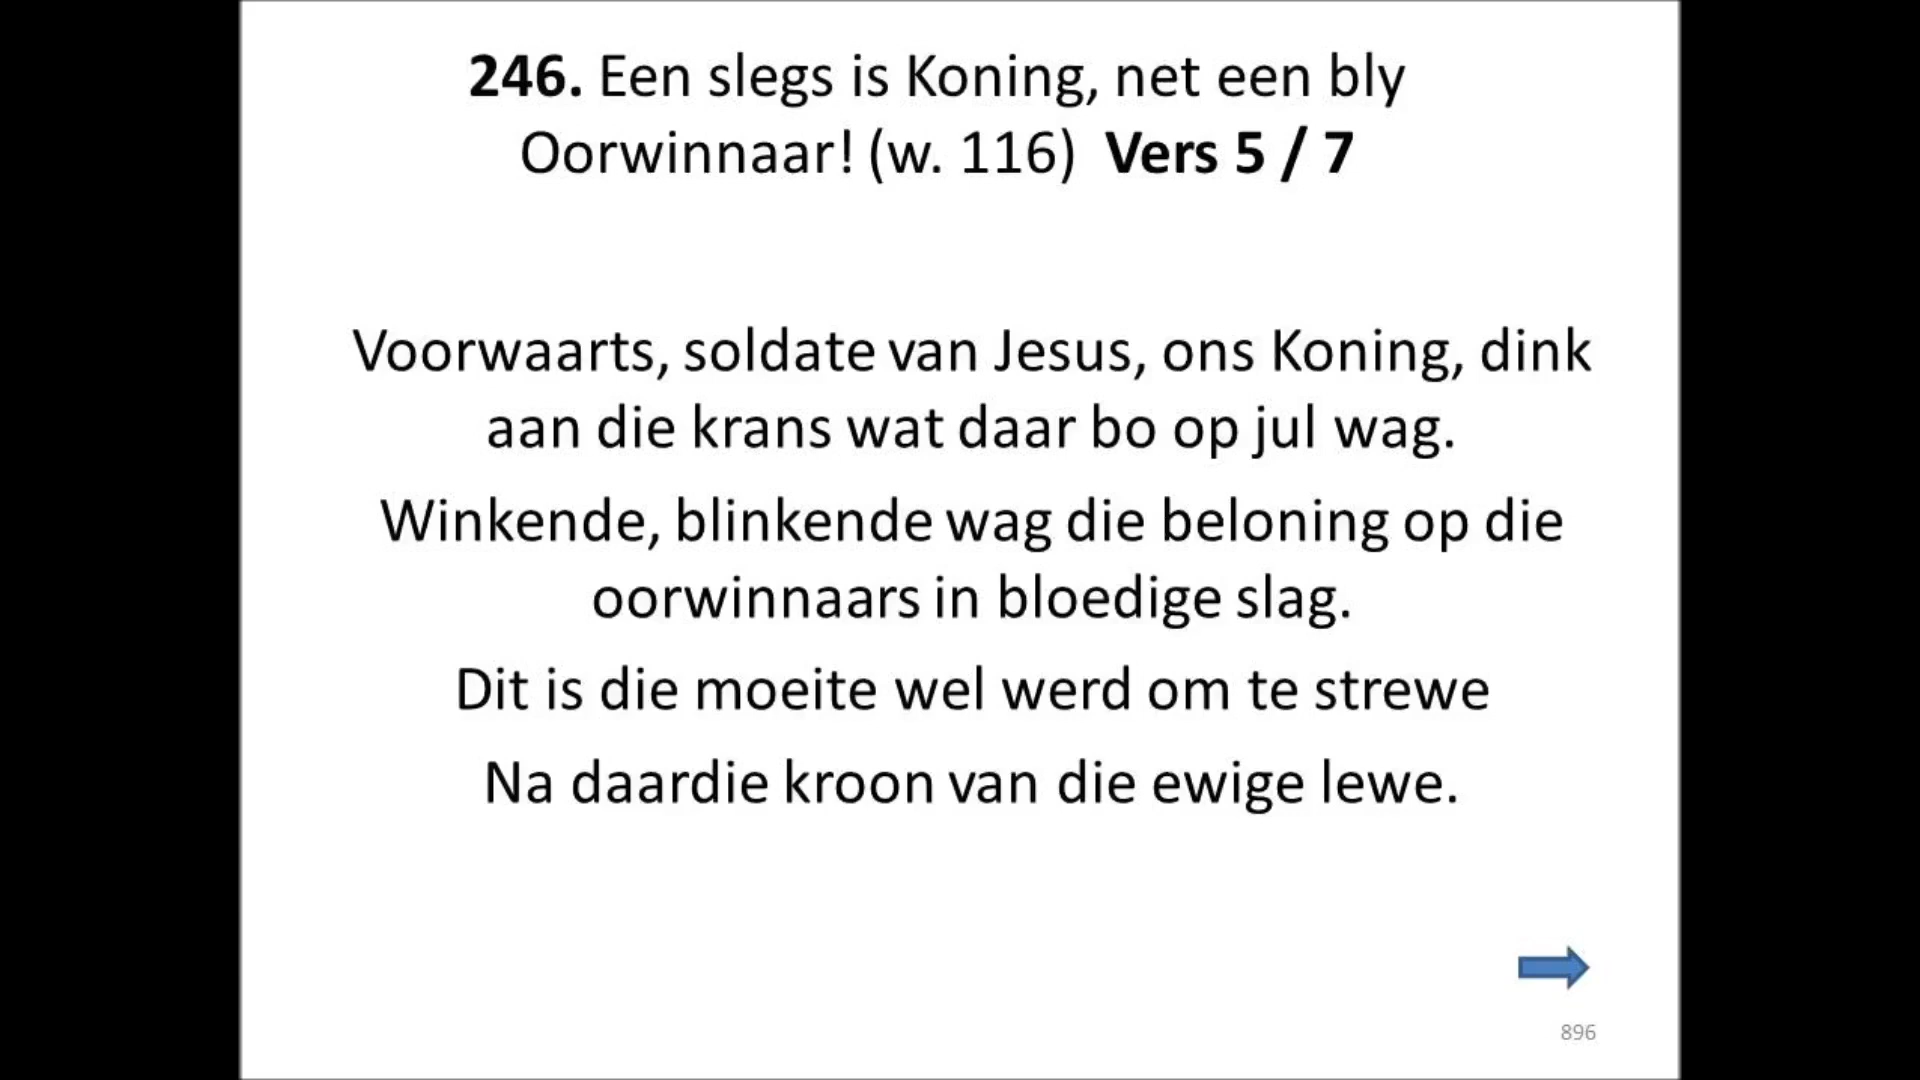 246. Een slegs is Koning, net een bly
Oorwinnaar! (w. 116) Vers 5 / 7
Voorwaarts, soldate van Jesus, ons Koning, dink
aan die krans wat daar bo op jul wag.
Winkende, blinkende wag die beloning op die
oorwinnaars in bloedige slag.
Dit is die moeite wel werd om te strewe
Na daardie kroon van die ewige lewe.
896